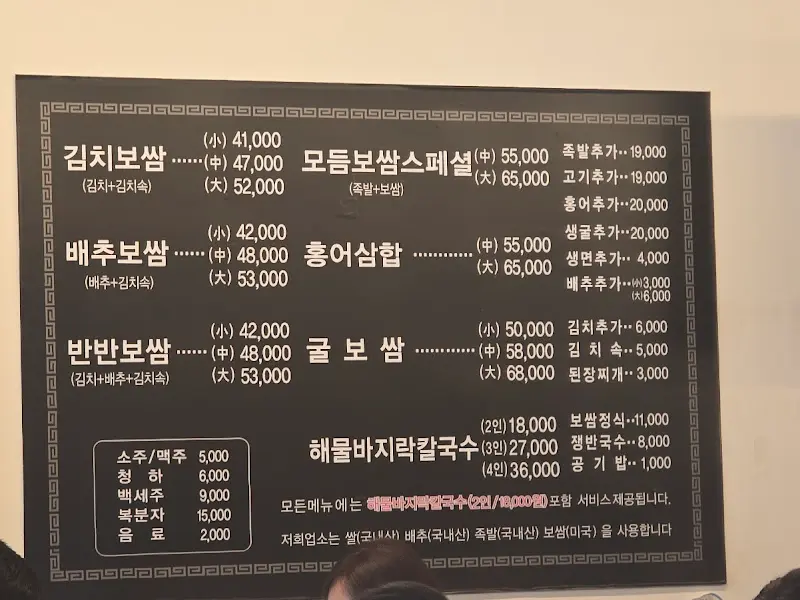 김치보쌈 ······ (小) 41,000
(中) 47,000
(大) 52,000
(김치+김치속)
배추보쌈 ······ (小) 42,000
(中) 48,000
(大) 53,000
(배추+김치속)
반반보쌈 ······ (小) 42,000
(中) 48,000
(大) 53,000
(김치+배추+김치속)
소주/맥주 5,000
청 하 6,000
백세주 9,000
복분자 15,000
음 료 2,000
모듬보쌈스페셜 (中) 55,000
(大) 65,000
(족발+보쌈)
홍어삼합 ············ (中) 55,000
(大) 65,000
굴 보 쌈 ············ (小) 50,000
(中) 58,000
(大) 68,000
해물바지락칼국수 (2인) 18,000
(3인) 27,000
(4인) 36,000
족발추가·· 19,000
고기추가·· 19,000
홍어추가·· 20,000
생굴추가·· 20,000
생면추가·· 4,000
배추추가·· (小) 3,000
(大) 6,000
김치추가·· 6,000
김 치 속·· 5,000
된장찌개·· 3,000
보쌈정식·· 11,000
쟁반국수·· 8,000
공 기 밥·· 1,000
모든메뉴에는 해물바지락칼국수(2인/18,000원)포함 서비스제공됩니다.
저희업소는 쌀(국내산) 배추(국내산) 족발(국내산) 보쌈(미국) 을 사용합니다